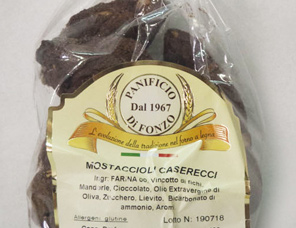 PANIFICIO
Dal 1967
DI FONZO
L'evoluzione della tradizione nel forno a legna
MOSTACCIOLI CASERECCI
Ingr: FARINA 00, Vincotto di fichi,
Mandorle, Cioccolato, Olio Extravergine di
Oliva, Zucchero, Lievito, Bicarbonato di
ammonio, Aromi
Allergeni: glutine
Lotto N: 190718